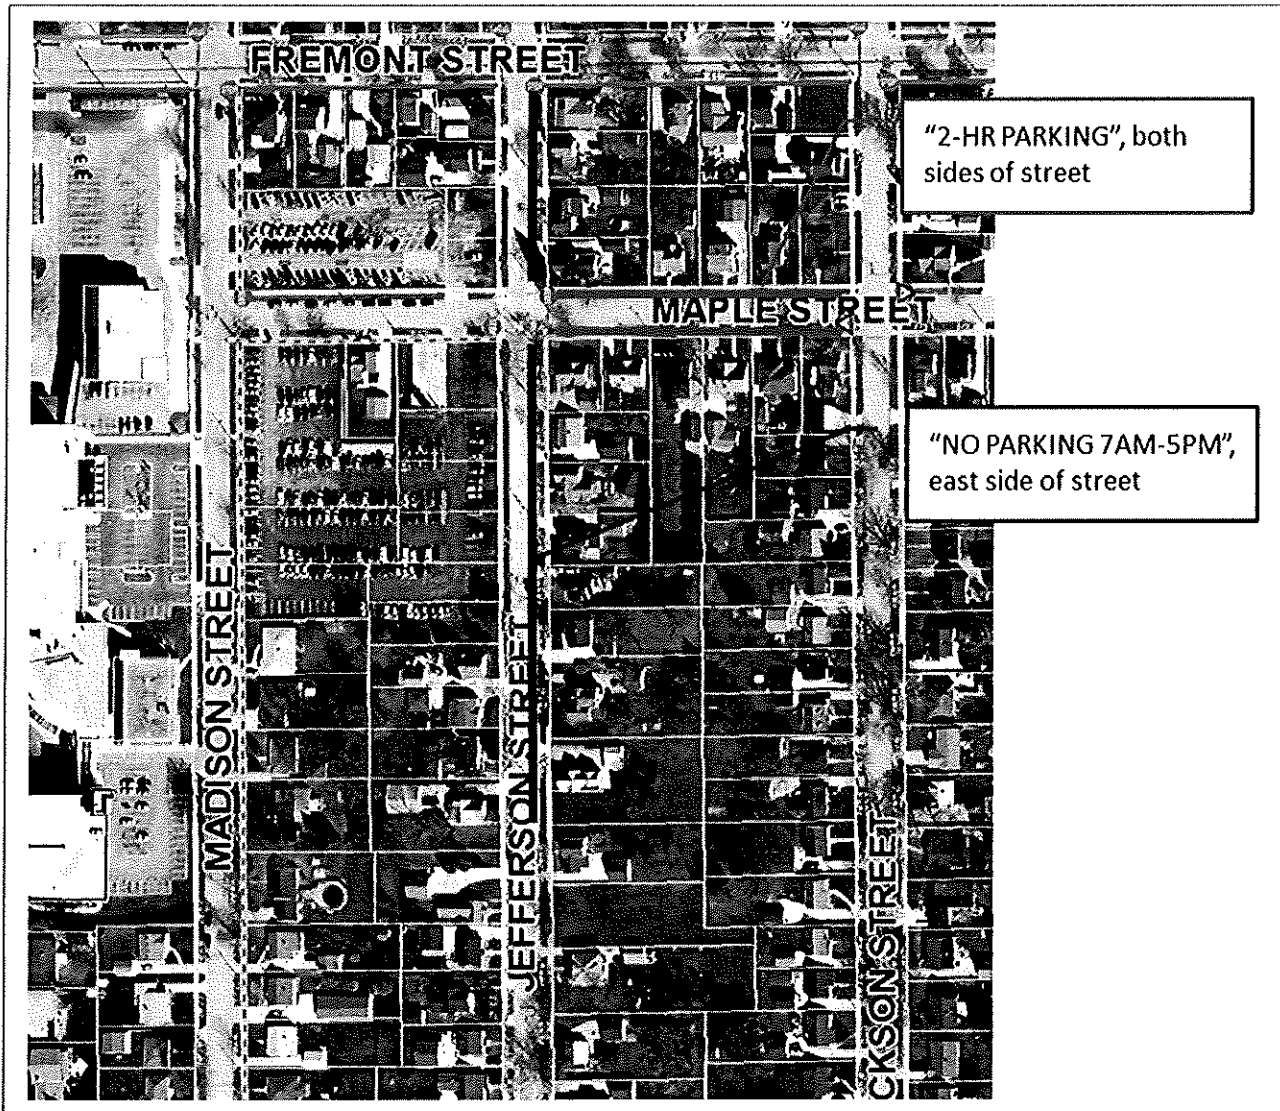 FREMONT STREET
"2-HR PARKING", both
sides of street
MAPLE STREET
"NO PARKING 7AM-5PM",
east side of street
MADISON STREET
JEFFERSON STREET
CKSON STREET